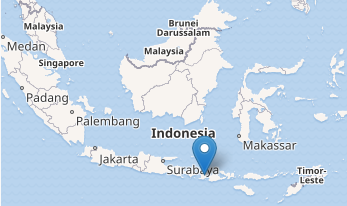 Brunei
Darussalam
Malaysia
Medan
Malaysia
Singapore
Padang
Palembang
Indonesia
Makassar
Jakarta
Surabaya
Timor-
Leste